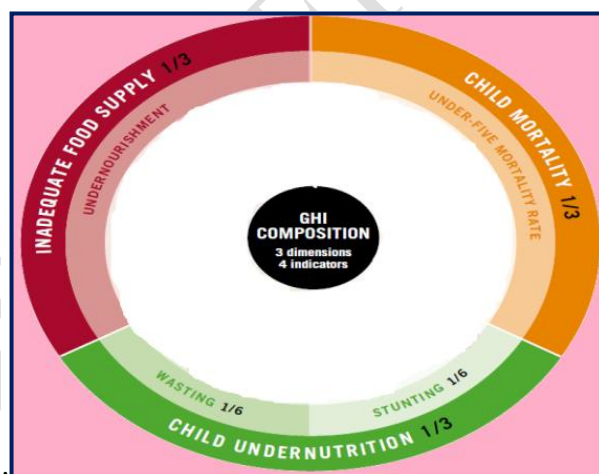 INADEQUATE FOOD SUPPLY 1/3
UNDERNOURISHMENT
CHILD MORTALITY 1/3
UNDER-FIVE MORTALITY RATE
GHI
COMPOSITION
3 dimensions
4 indicators
WASTING 1/6
STUNTING 1/6
CHILD UNDERNUTRITION 1/3